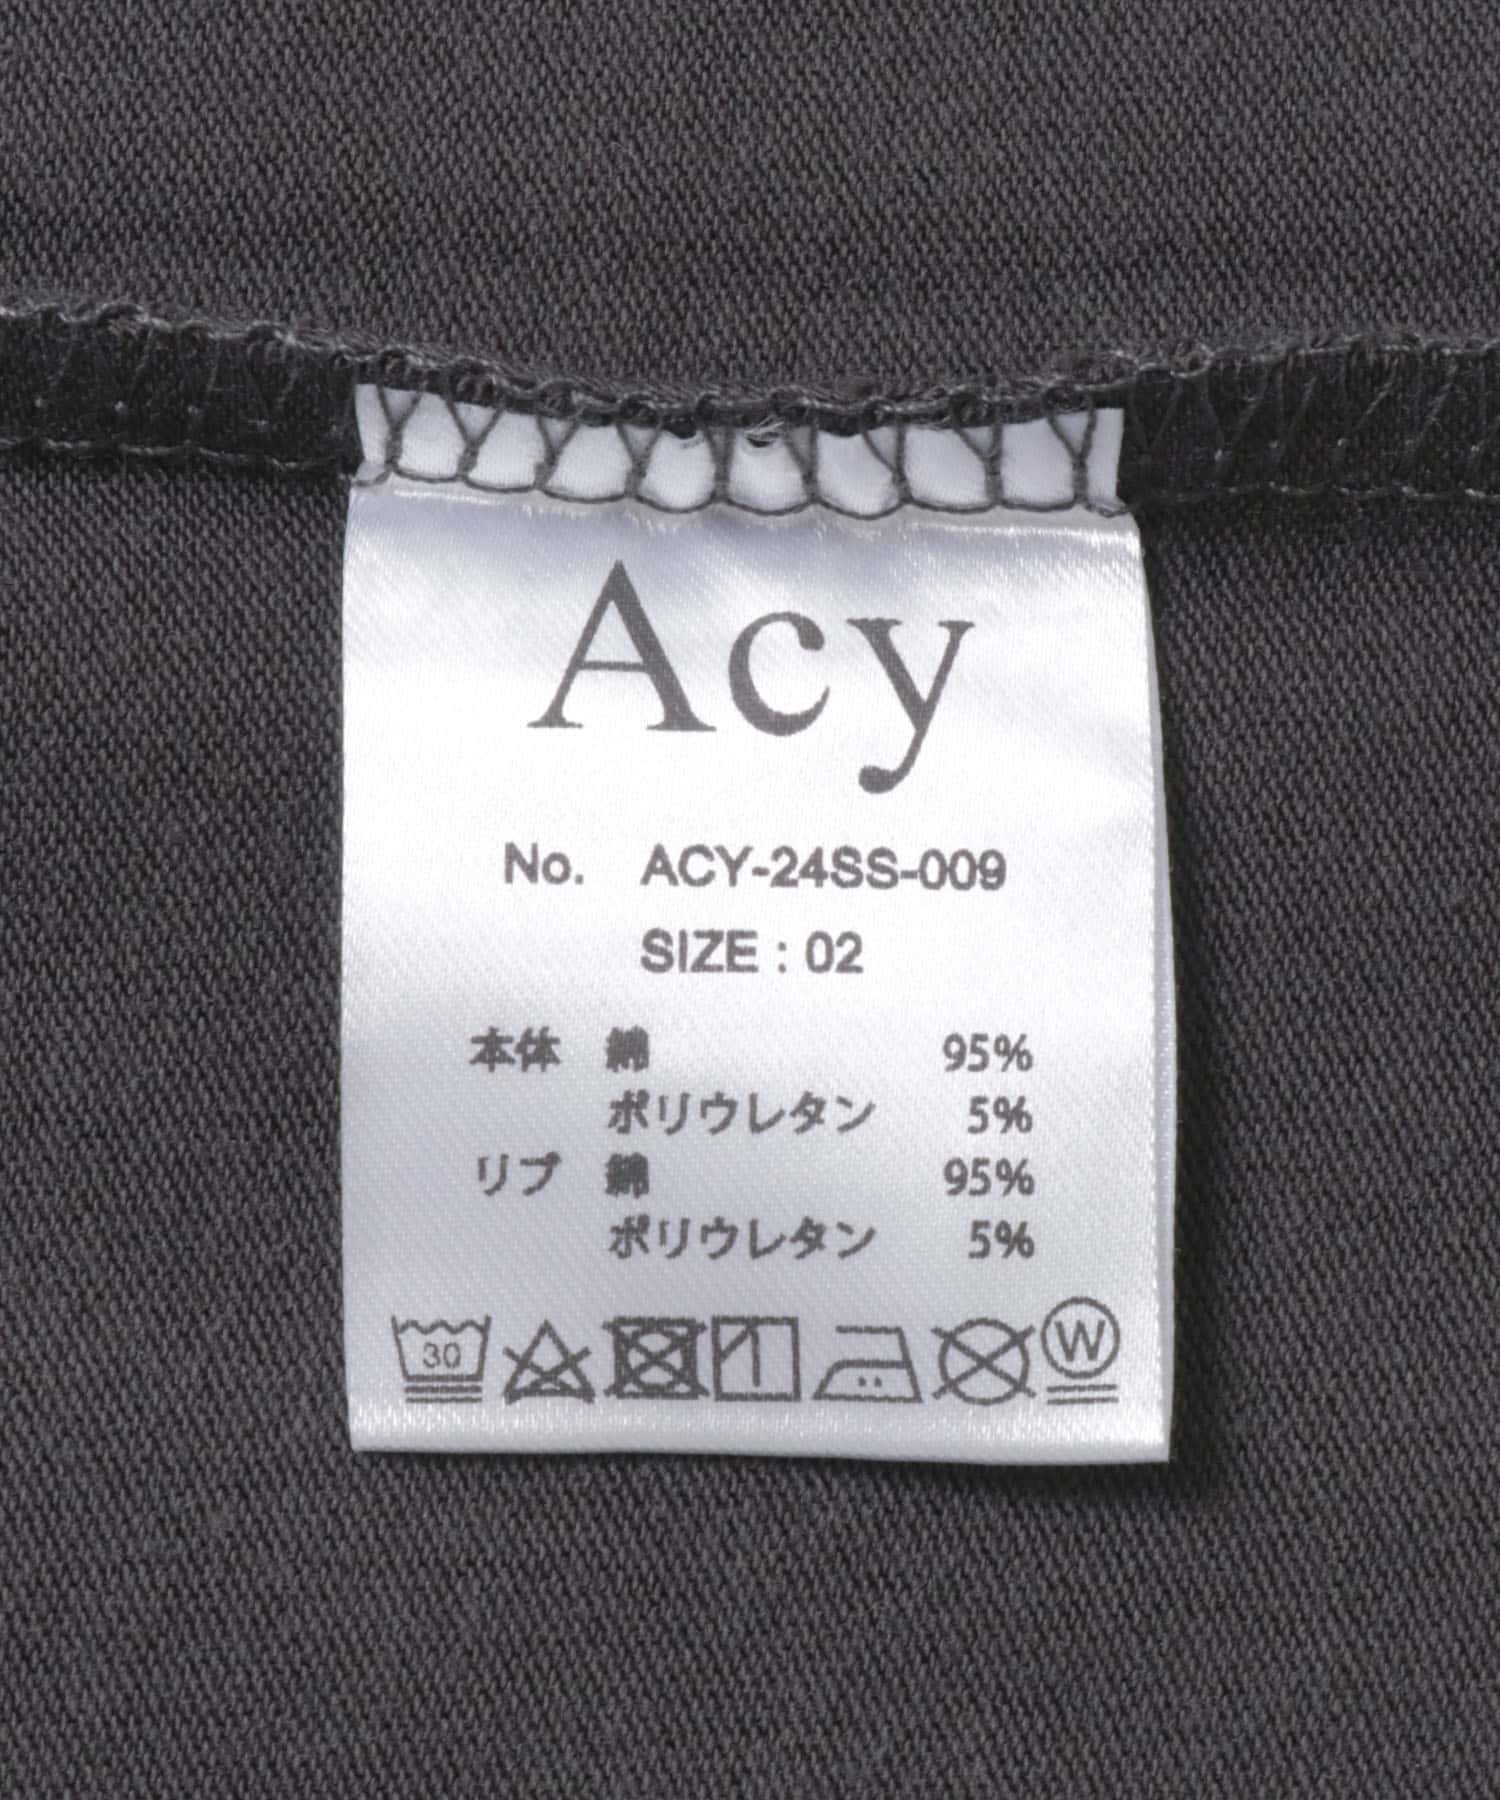 Acy
No. ACY-24SS-009
SIZE : 02
本体 綿 95%
ポリウレタン 5%
リブ 綿 95%
ポリウレタン 5%
30 W